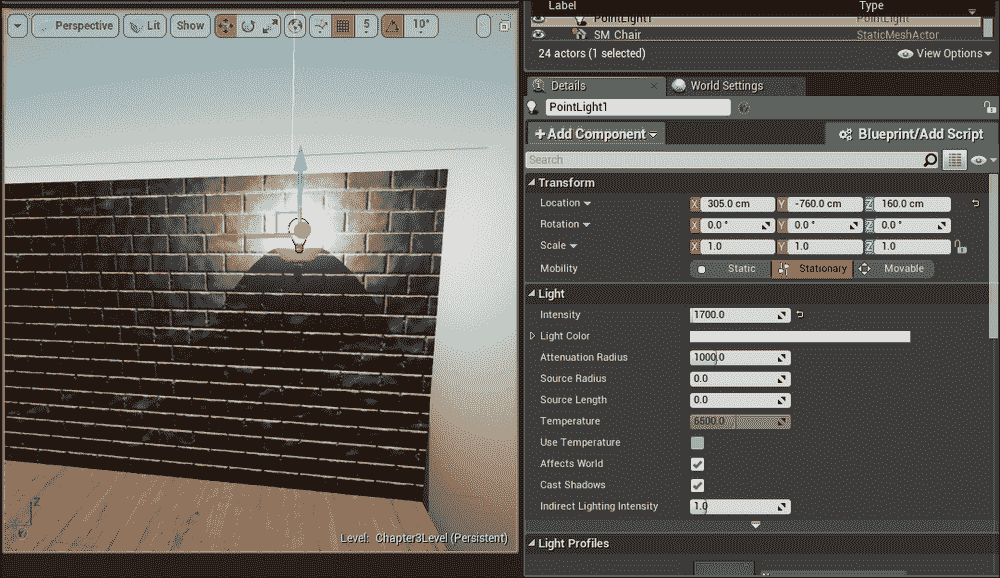 Perspective Lit Show 5 10°
Level: Chapter3Level (Persistent)
Label Type
PointLight1 PointLight
SM Chair StaticMeshActor
24 actors (1 selected) View Options
Details World Settings
PointLight1
Add Component Blueprint/Add Script
Search
Transform
Location X 305.0 cm Y -760.0 cm Z 160.0 cm
Rotation X 0.0 ° Y 0.0 ° Z 0.0 °
Scale X 1.0 Y 1.0 Z 1.0
Mobility Static Stationary Movable
Light
Intensity 1700.0
Light Color
Attenuation Radius 1000.0
Source Radius 0.0
Source Length 0.0
Temperature 6500.0
Use Temperature
Affects World
Cast Shadows
Indirect Lighting Intensity 1.0
Light Profiles